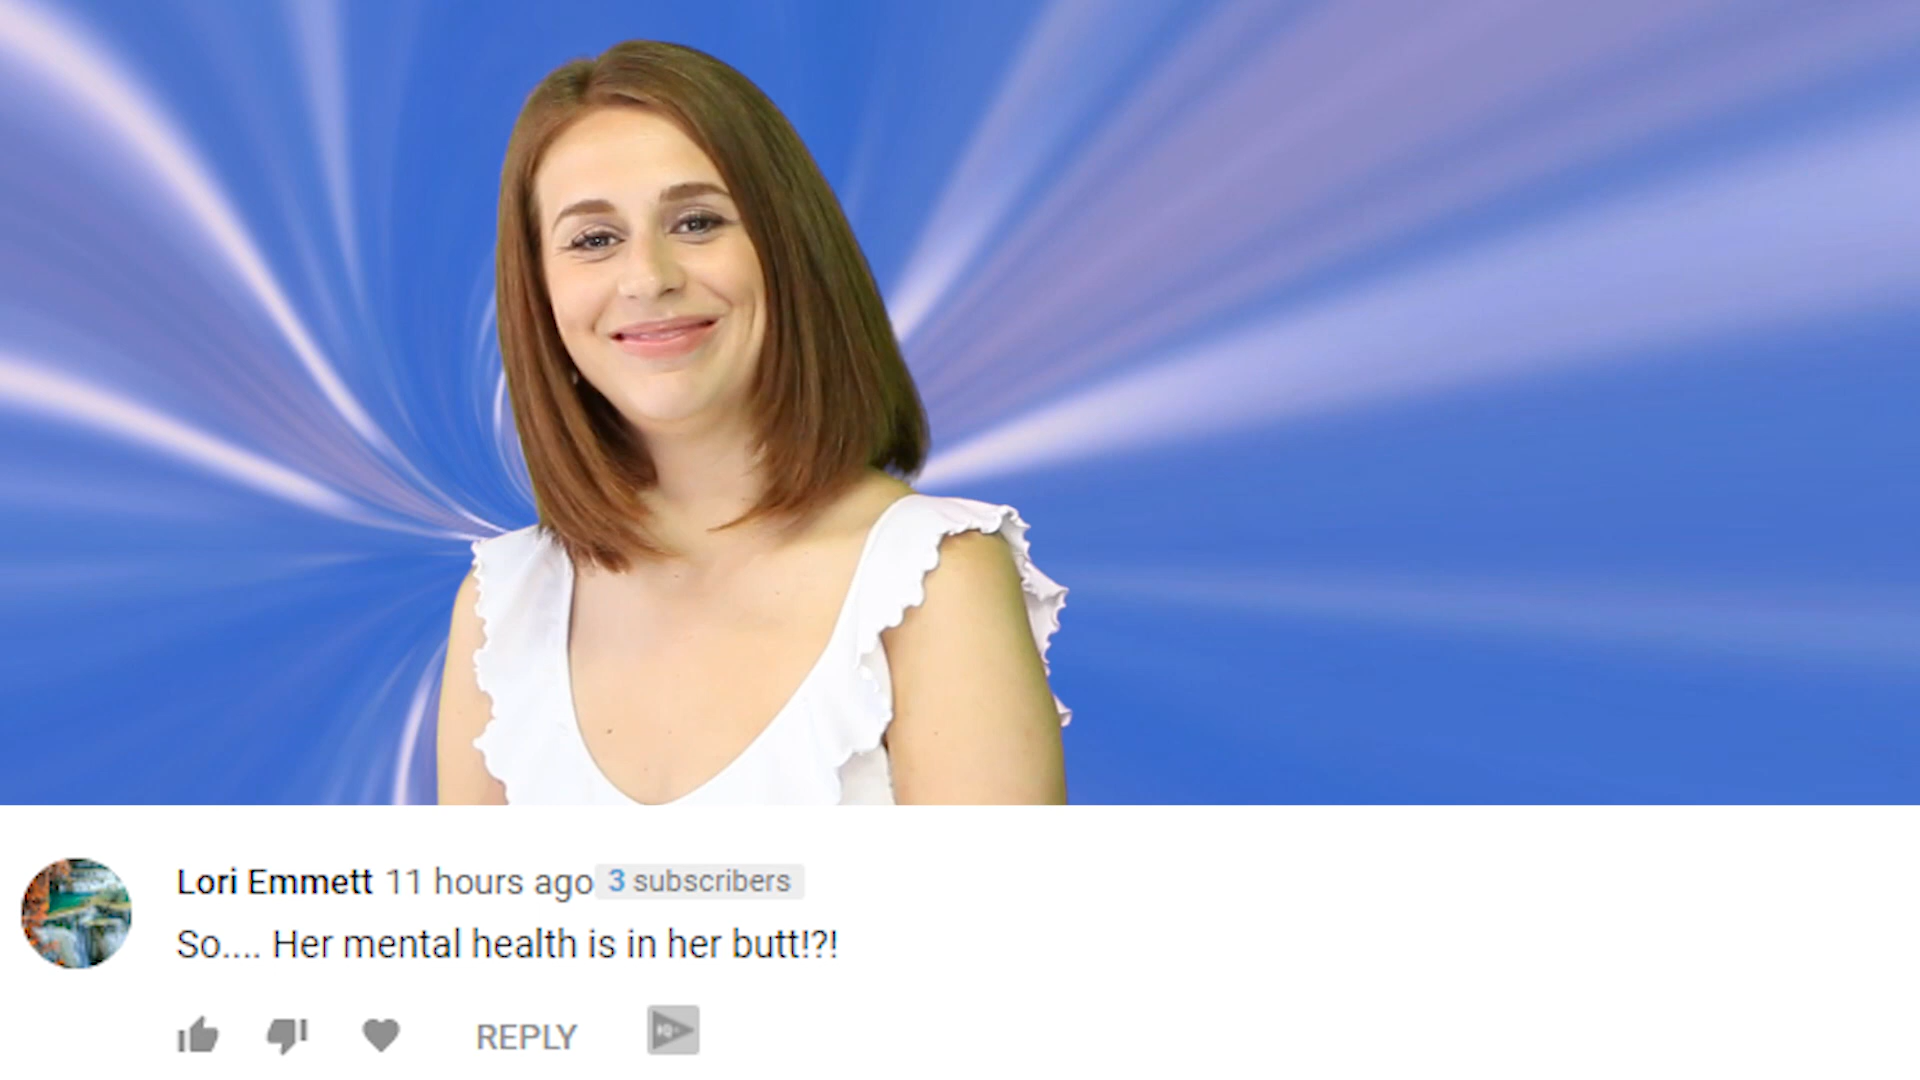 Lori Emmett 11 hours ago 3 subscribers
So.... Her mental health is in her butt!?!
REPLY